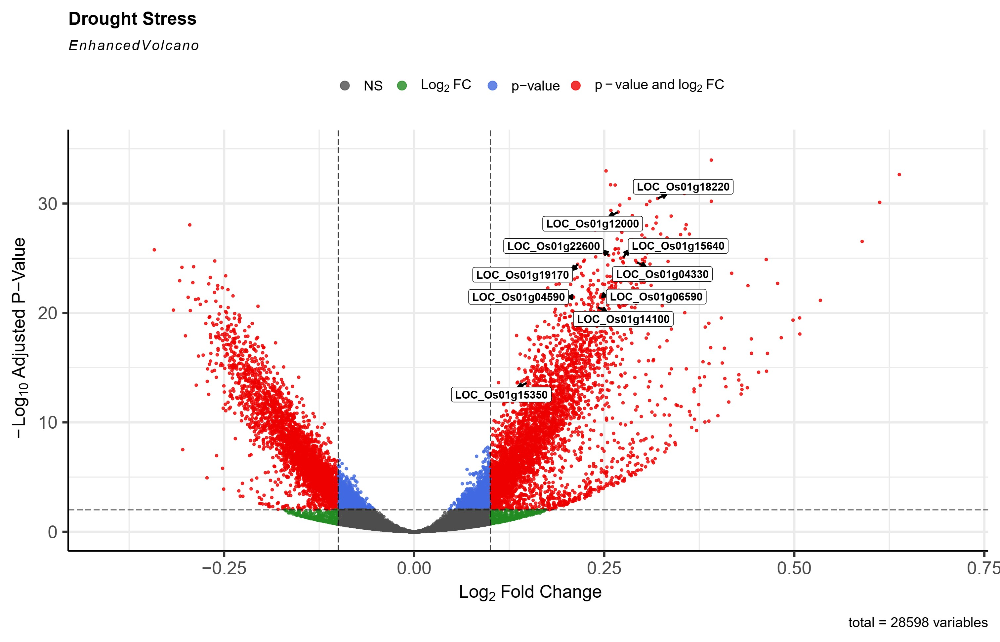 Drought Stress
EnhancedVolcano
NS Log2 FC p−value p − value and log2 FC
LOC_Os01g18220
LOC_Os01g12000
LOC_Os01g22600 LOC_Os01g15640
LOC_Os01g19170 LOC_Os01g04330
LOC_Os01g04590 LOC_Os01g06590
LOC_Os01g14100
LOC_Os01g15350
−Log10 Adjusted P−Value
30
20
10
0
−0.25 0.00 0.25 0.50 0.75
Log2 Fold Change
total = 28598 variables